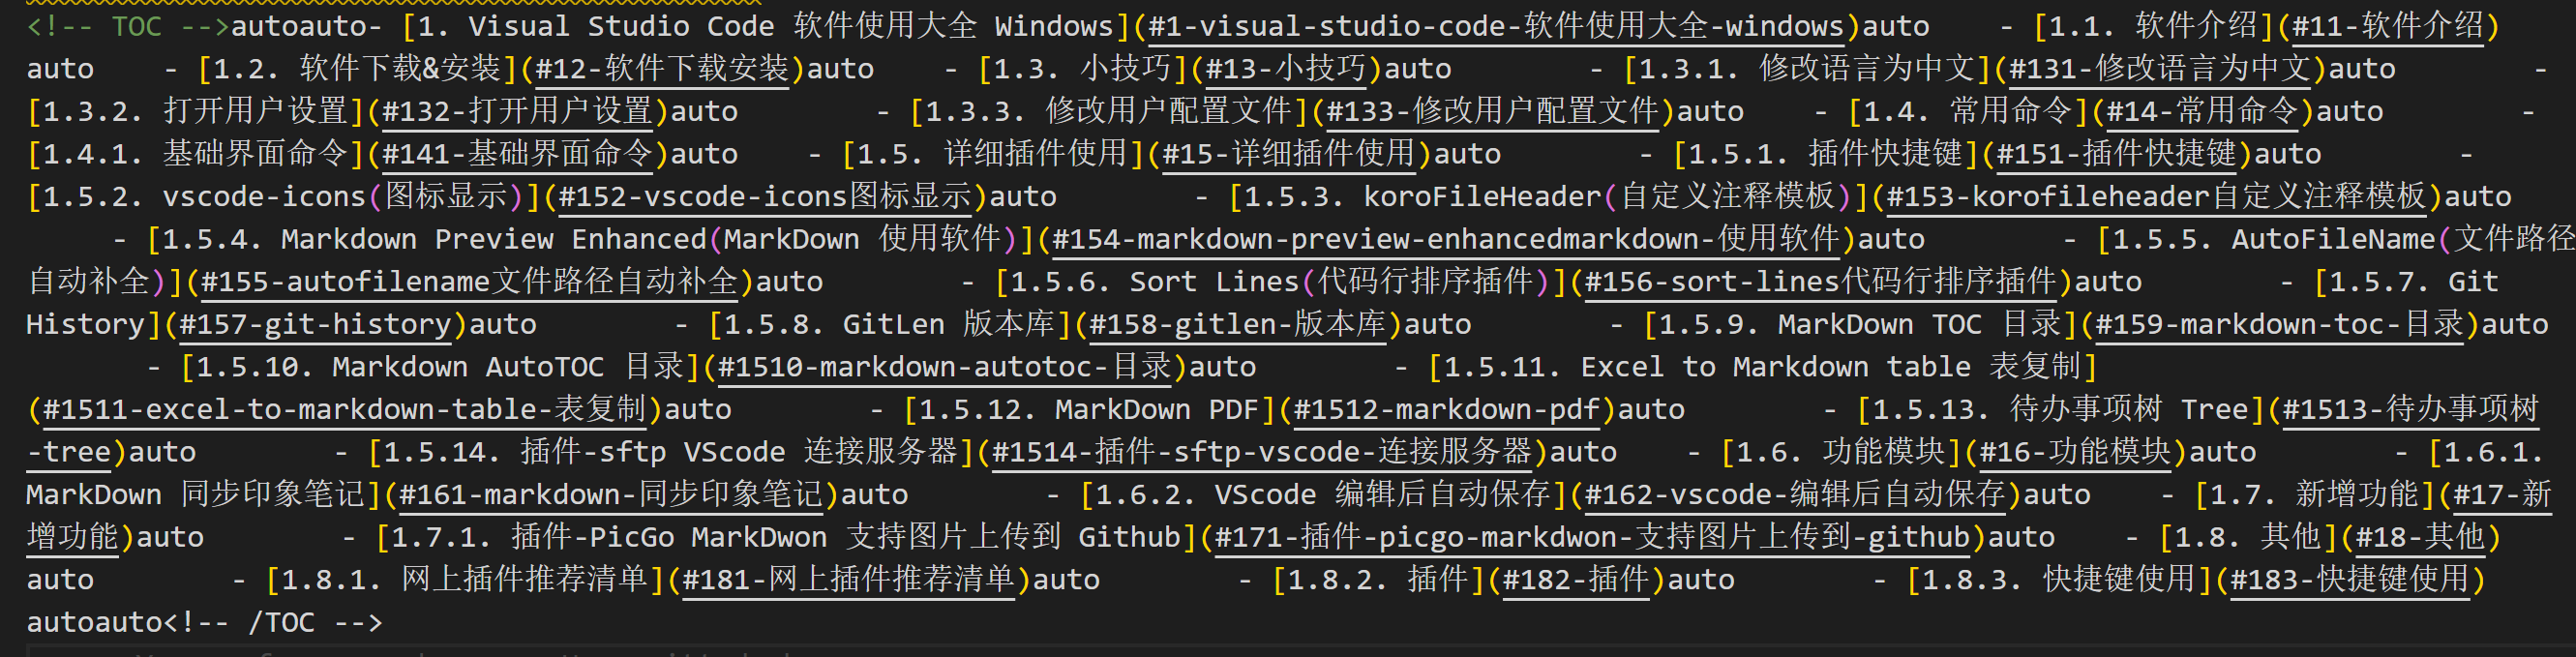 <!-- TOC -->autoauto- [1. Visual Studio Code 软件使用大全 Windows](#1-visual-studio-code-软件使用大全-windows)auto    - [1.1. 软件介绍](#11-软件介绍)
auto    - [1.2. 软件下载&安装](#12-软件下载安装)auto    - [1.3. 小技巧](#13-小技巧)auto        - [1.3.1. 修改语言为中文](#131-修改语言为中文)auto        -
[1.3.2. 打开用户设置](#132-打开用户设置)auto        - [1.3.3. 修改用户配置文件](#133-修改用户配置文件)auto    - [1.4. 常用命令](#14-常用命令)auto        -
[1.4.1. 基础界面命令](#141-基础界面命令)auto    - [1.5. 详细插件使用](#15-详细插件使用)auto        - [1.5.1. 插件快捷键](#151-插件快捷键)auto        -
[1.5.2. vscode-icons(图标显示)](#152-vscode-icons图标显示)auto        - [1.5.3. koroFileHeader(自定义注释模板)](#153-korofileheader自定义注释模板)auto
- [1.5.4. Markdown Preview Enhanced(MarkDown 使用软件)](#154-markdown-preview-enhancedmarkdown-使用软件)auto        - [1.5.5. AutoFileName(文件路径
自动补全)](#155-autofilename文件路径自动补全)auto        - [1.5.6. Sort Lines(代码行排序插件)](#156-sort-lines代码行排序插件)auto        - [1.5.7. Git
History](#157-git-history)auto        - [1.5.8. GitLen 版本库](#158-gitlen-版本库)auto        - [1.5.9. MarkDown TOC 目录](#159-markdown-toc-目录)auto
- [1.5.10. Markdown AutoTOC 目录](#1510-markdown-autotoc-目录)auto        - [1.5.11. Excel to Markdown table 表复制]
(#1511-excel-to-markdown-table-表复制)auto        - [1.5.12. MarkDown PDF](#1512-markdown-pdf)auto        - [1.5.13. 待办事项树 Tree](#1513-待办事项树
-tree)auto        - [1.5.14. 插件-sftp VScode 连接服务器](#1514-插件-sftp-vscode-连接服务器)auto    - [1.6. 功能模块](#16-功能模块)auto        - [1.6.1.
MarkDown 同步印象笔记](#161-markdown-同步印象笔记)auto        - [1.6.2. VScode 编辑后自动保存](#162-vscode-编辑后自动保存)auto    - [1.7. 新增功能](#17-新
增功能)auto        - [1.7.1. 插件-PicGo MarkDwon 支持图片上传到 Github](#171-插件-picgo-markdwon-支持图片上传到-github)auto    - [1.8. 其他](#18-其他)
auto        - [1.8.1. 网上插件推荐清单](#181-网上插件推荐清单)auto        - [1.8.2. 插件](#182-插件)auto        - [1.8.3. 快捷键使用](#183-快捷键使用)
autoauto<!-- /TOC -->